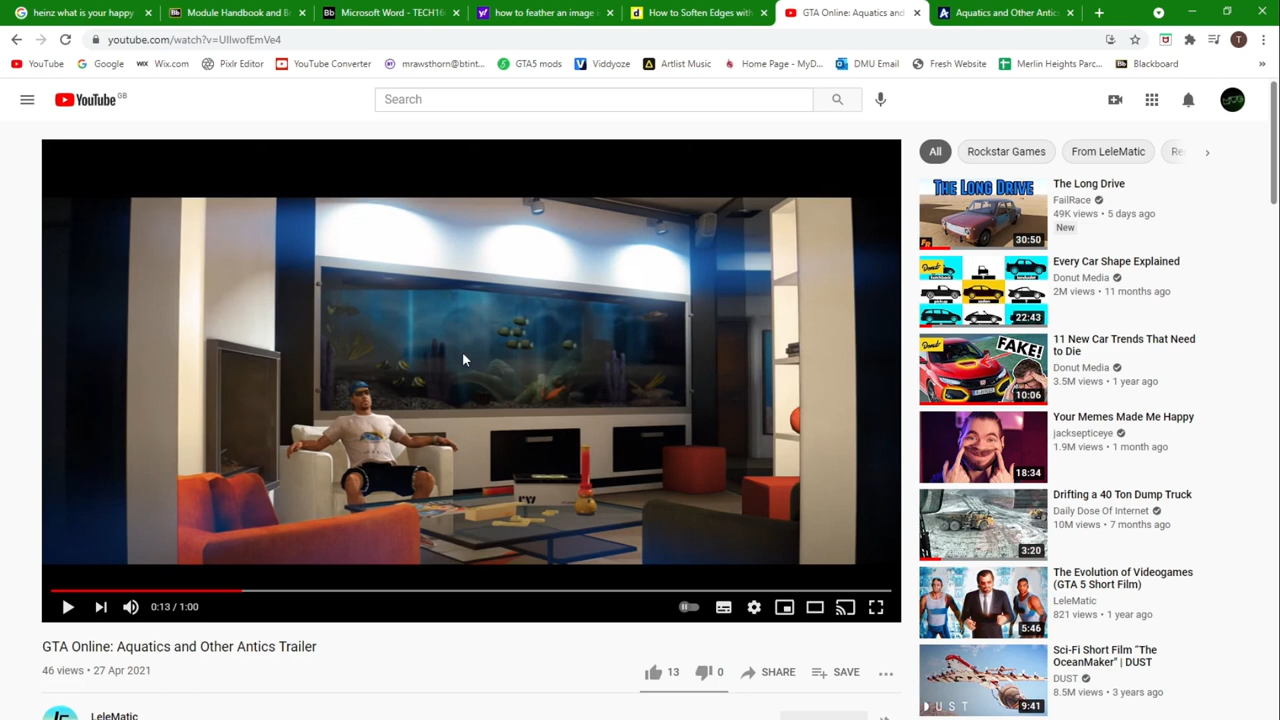 heinz what is your happy
Module Handbook and B
Microsoft Word - TECH16
how to feather an image i
How to Soften Edges with
GTA Online: Aquatics and
Aquatics and Other Antic
youtube.com/watch?v=UIlwofEmVe4
YouTube
Google
Wix.com
Pixlr Editor
YouTube Converter
mrawsthorn@btint...
GTA5 mods
Viddyoze
Artlist Music
Home Page - MyD...
DMU Email
Fresh Website
Merlin Heights Parc...
Blackboard
YouTube GB
Search
All
Rockstar Games
From LeleMatic
Re
The Long Drive
FailRace
49K views • 5 days ago
New
THE LONG DRIVE
30:50
Every Car Shape Explained
Donut Media
2M views • 11 months ago
Donut
22:43
11 New Car Trends That Need
to Die
Donut Media
3.5M views • 1 year ago
Donut
FAKE!
10:06
Your Memes Made Me Happy
jacksepticeye
1.9M views • 1 month ago
18:34
Drifting a 40 Ton Dump Truck
Daily Dose Of Internet
10M views • 7 months ago
3:20
The Evolution of Videogames
(GTA 5 Short Film)
LeleMatic
821 views • 1 year ago
5:46
Sci-Fi Short Film "The
OceanMaker" | DUST
DUST
8.5M views • 3 years ago
DUST
9:41
0:13 / 1:00
GTA Online: Aquatics and Other Antics Trailer
46 views • 27 Apr 2021
13
0
SHARE
SAVE
LeleMatic